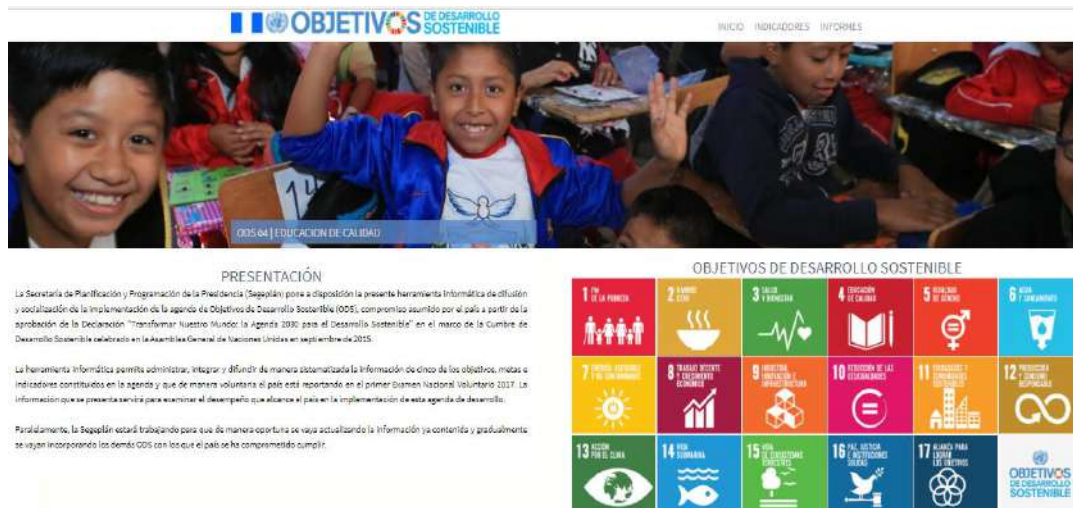 OBJETIVOS DE DESARROLLO SOSTENIBLE
INICIO INDICADORES INFORMES
14
ODS 04 | EDUCACION DE CALIDAD
PRESENTACIÓN
La Secretaría de Planificación y Programación de la Presidencia (Segeplán) pone a disposición la presente herramienta informática de difusión
y socialización de la implementación de la agenda de Objetivos de Desarrollo Sostenible (ODS), compromiso asumido por el país a partir de la
aprobación de la Declaración "Transformar Nuestro Mundo: la Agenda 2030 para el Desarrollo Sostenible" en el marco de la Cumbre de
Desarrollo Sostenible celebrado en la Asamblea General de Naciones Unidas en septiembre de 2015.
La herramienta informática permite administrar, integrar y difundir de manera sistematizada la información de cinco de los objetivos, metas e
indicadores constituidos en la agenda y que de manera voluntaria el país está reportando en el primer Examen Nacional Voluntario 2017. La
información que se presenta servirá para examinar el desempeño que alcance el país en la implementación de esta agenda de desarrollo.
Paralelamente, la Segeplán estará trabajando para que de manera oportuna se vaya actualizando la información ya contenida y gradualmente
se vayan incorporando los demás ODS con los que el país se ha comprometido cumplir.
OBJETIVOS DE DESARROLLO SOSTENIBLE
1 FIN
DE LA POBREZA
2 HAMBRE
CERO
3 SALUD
Y BIENESTAR
4 EDUCACIÓN
DE CALIDAD
5 IGUALDAD
DE GÉNERO
6 AGUA
Y SANEAMIENTO
7 ENERGÍA ASEQUIBLE
Y NO CONTAMINANTE
8 TRABAJO DECENTE
Y CRECIMIENTO
ECONÓMICO
9 INDUSTRIA
INNOVACIÓN E
INFRAESTRUCTURA
10 REDUCCIÓN DE LAS
DESIGUALDADES
11 CIUDADES Y
COMUNIDADES
SOSTENIBLES
12 PRODUCCIÓN
Y CONSUMO
RESPONSABLES
13 ACCIÓN
POR EL CLIMA
14 VIDA
SUBMARINA
15 VIDA
DE ECOSISTEMAS
TERRESTRES
16 PAZ, JUSTICIA
E INSTITUCIONES
SOLIDAS
17 ALIANZA PARA
LOGRAR
LOS OBJETIVOS
OBJETIVOS
DE DESARROLLO
SOSTENIBLE